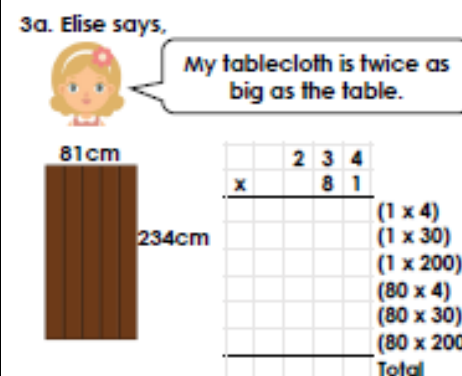 3a. Elise says,
My tablecloth is twice as
big as the table.
81cm
234cm
2 3 4
x 8 1
(1 x 4)
(1 x 30)
(1 x 200)
(80 x 4)
(80 x 30)
(80 x 200
Total